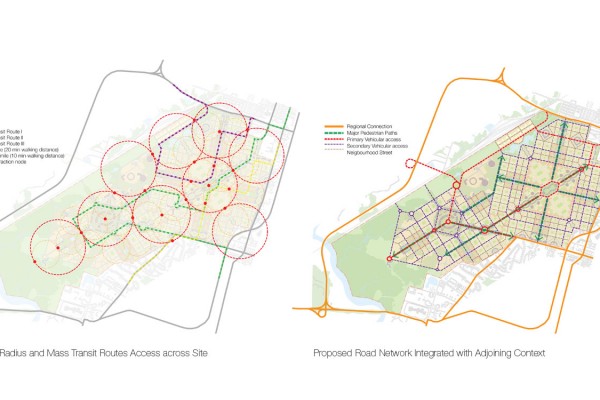 sit Route I
sit Route II
sit Route III
(20 min walking distance)
mile (10 min walking distance)
raction node
Radius and Mass Transit Routes Access across Site
Regional Connection
Major Pedestrian Paths
Primary Vehicular access
Secondary Vehicular access
Neigbourhood Street
Proposed Road Network Integrated with Adjoining Context